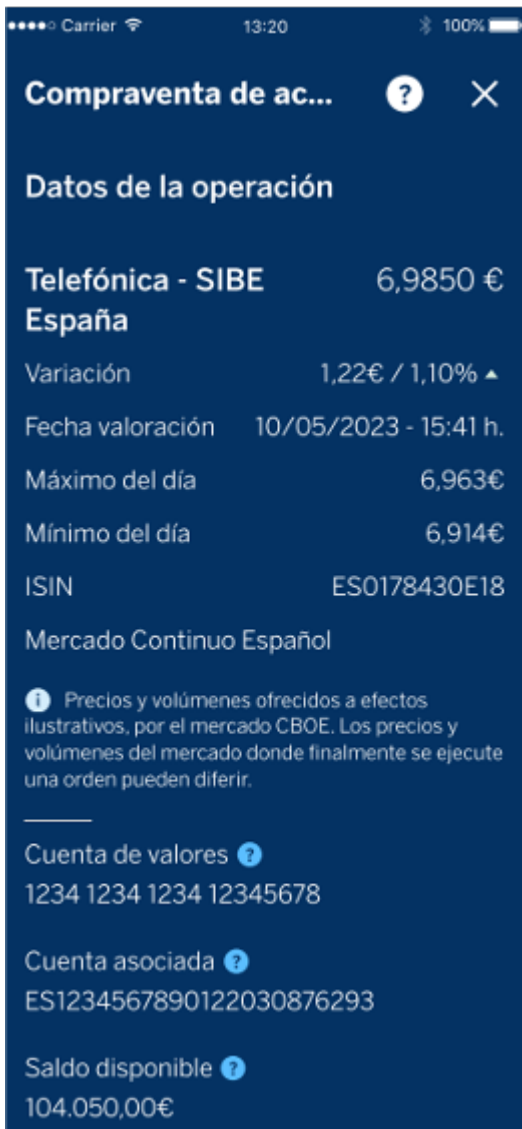 Carrier 13:20 100%
Compraventa de ac... ? ×
Datos de la operación
Telefónica - SIBE 6,9850 €
España
Variación 1,22€ / 1,10% ▲
Fecha valoración 10/05/2023 - 15:41 h.
Máximo del día 6,963€
Mínimo del día 6,914€
ISIN ES0178430E18
Mercado Continuo Español
i Precios y volúmenes ofrecidos a efectos
ilustrativos, por el mercado CBOE. Los precios y
volúmenes del mercado donde finalmente se ejecute
una orden pueden diferir.
Cuenta de valores ?
1234 1234 1234 12345678
Cuenta asociada ?
ES1234567890122030876293
Saldo disponible ?
104.050,00€